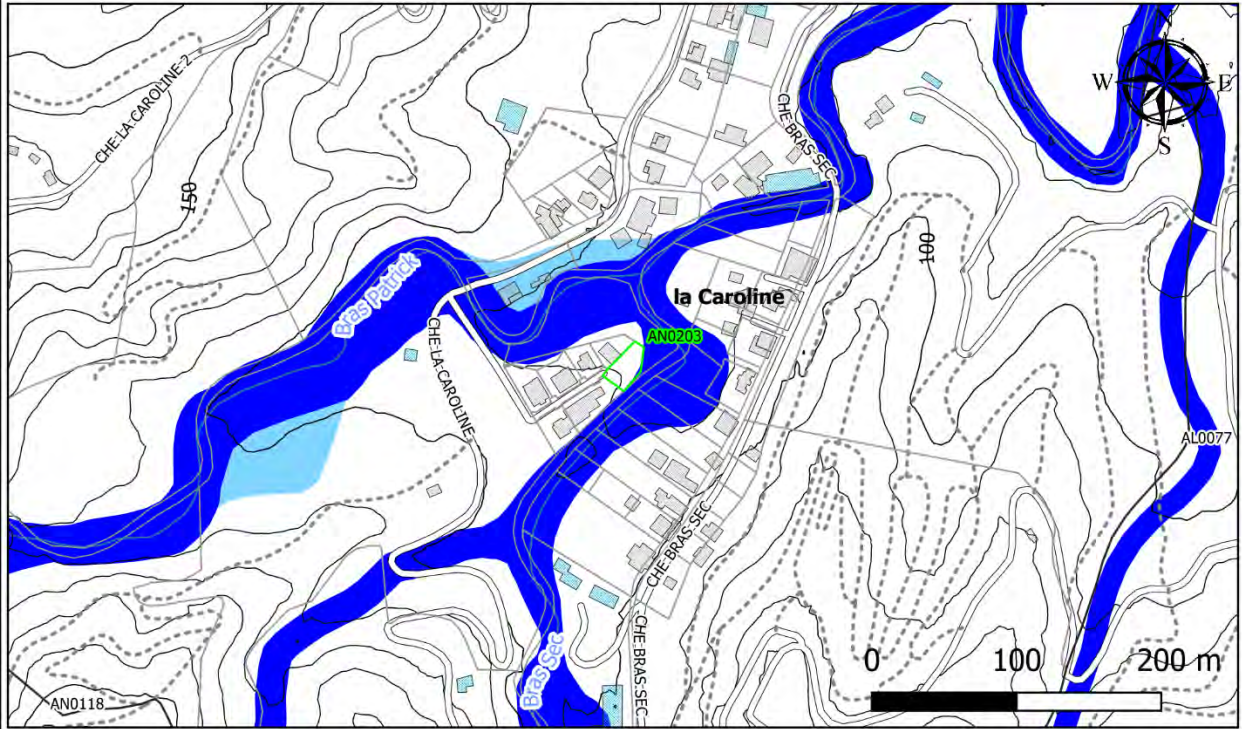 N
W
E
S
CHE-LA-CAROLINE-2
CHE-BRAS-SEC
150
100
Bras Patrick
la Caroline
AN0203
CHE-LA-CAROLINE
AL0077
CHE-BRAS-SEC
CHE-BRAS-SEC
Bras Sec
AN0118
0 100 200 m